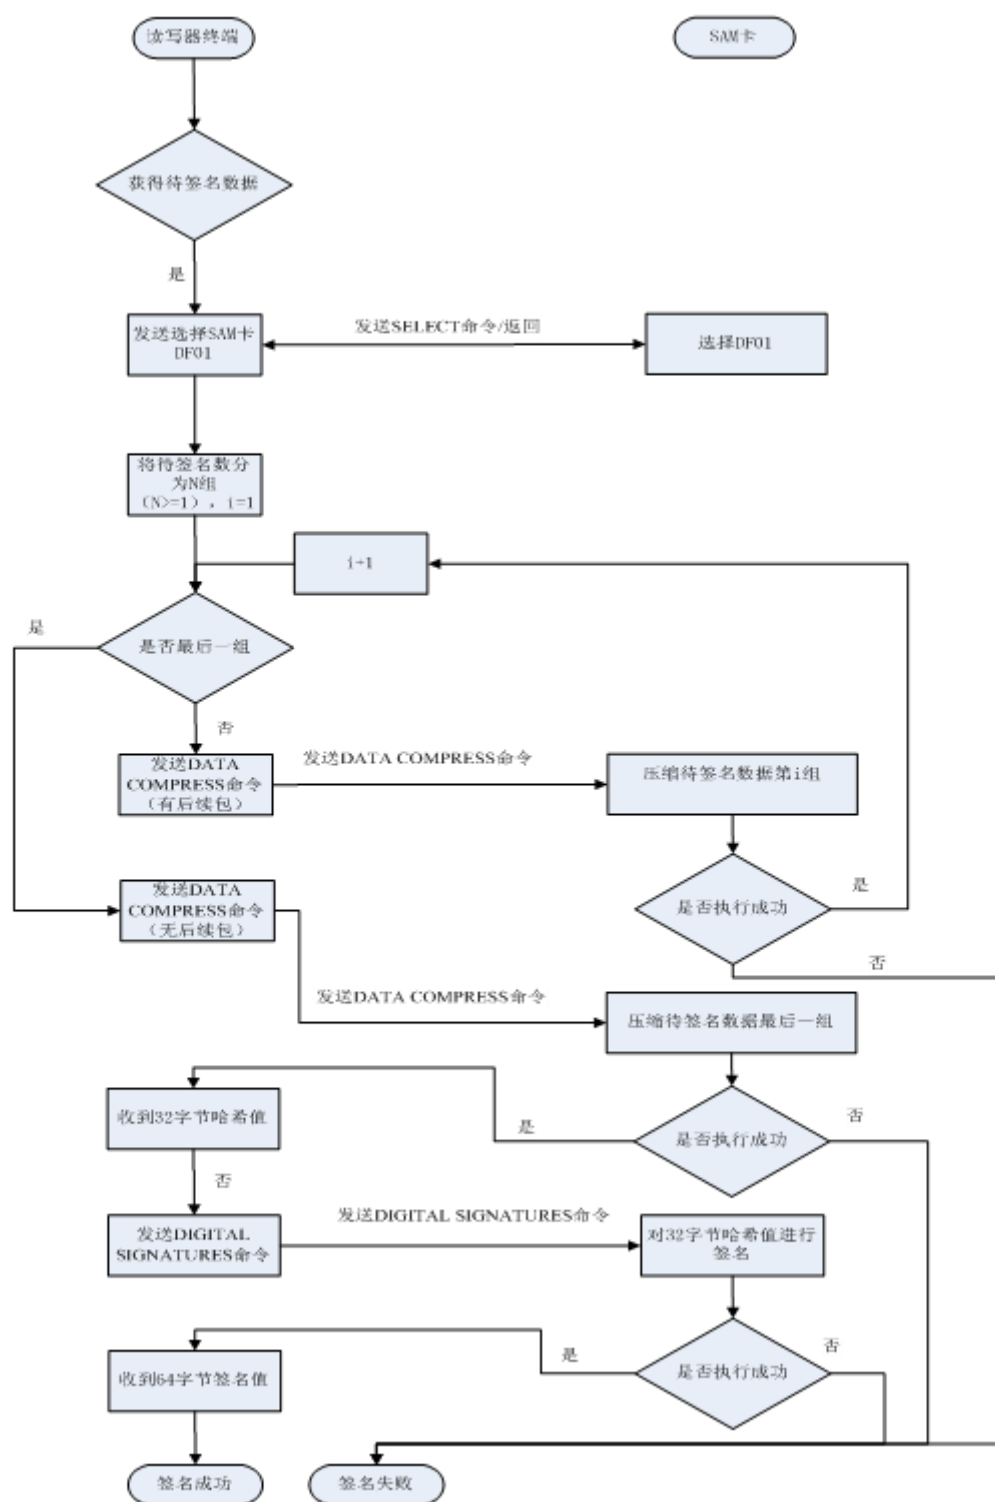 读写器终端
SAM卡
获得待签名数据
是
发送选择SAM卡
DF01
发送SELECT命令/返回
选择DF01
将待签名数分
为N组
（N>=1），i=1
i+1
是
是否最后一组
否
发送DATA
COMPRESS命令
（有后续包）
发送DATA COMPRESS命令
压缩待签名数据第i组
是
是否执行成功
否
发送DATA
COMPRESS命令
（无后续包）
发送DATA COMPRESS命令
压缩待签名数据最后一组
收到32字节哈希值
是
是否执行成功
否
否
发送DIGITAL
SIGNATURES命令
发送DIGITAL SIGNATURES命令
对32字节哈希值进行
签名
收到64字节签名值
是
是否执行成功
否
签名成功
签名失败